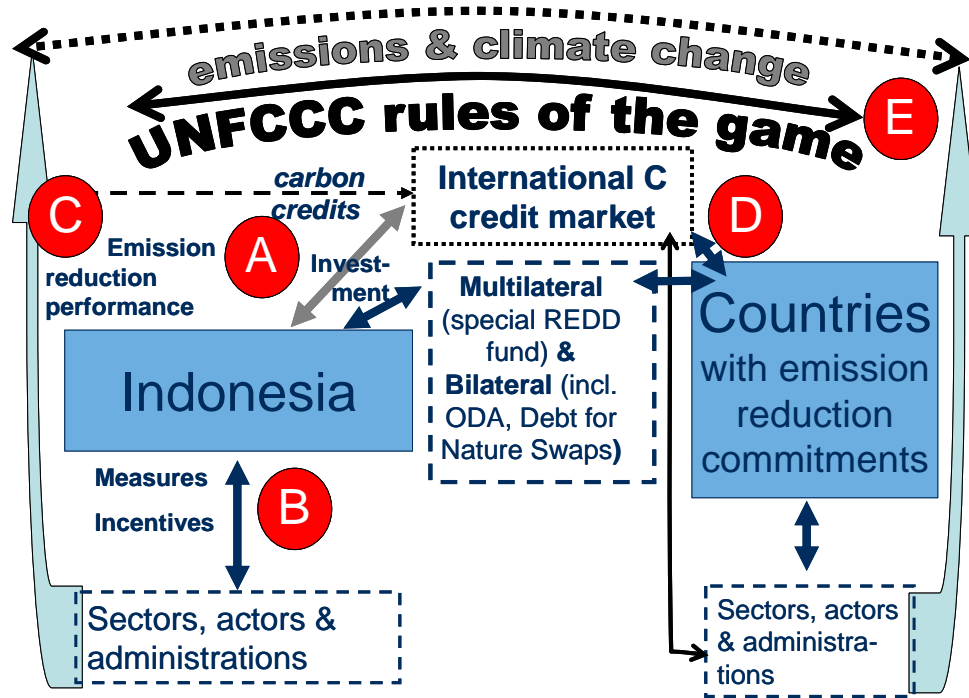 emissions & climate change
UNFCCC rules of the game
E
carbon
credits
International C
credit market
C
A
D
Emission
reduction
performance
Invest-
ment
Multilateral
(special REDD
fund) &
Bilateral (incl.
ODA, Debt for
Nature Swaps)
Indonesia
Countries
with emission
reduction
commitments
Measures
Incentives
B
Sectors, actors &
administrations
Sectors, actors
& administra-
tions